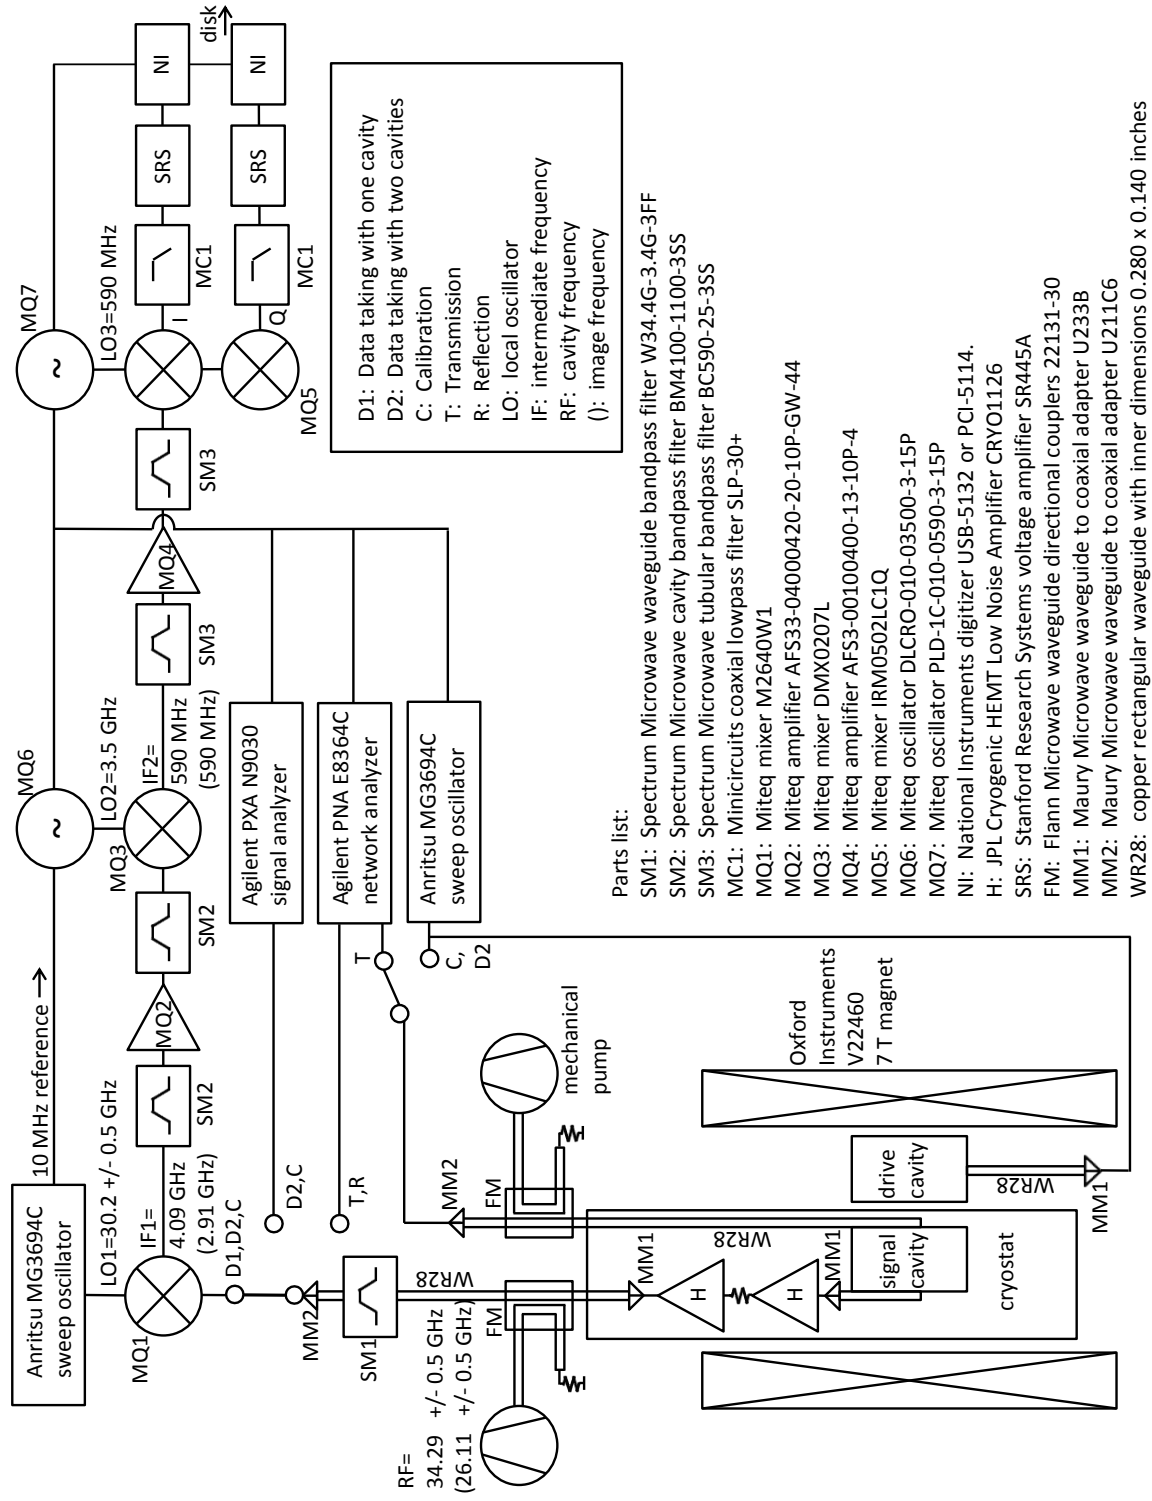 Anritsu MG3694C
sweep oscillator
10 MHz reference
LO1=30.2 +/- 0.5 GHz
MQ1
IF1=
4.09 GHz
(2.91 GHz)
D1,D2,C
SM2
MQ2
SM2
MQ6
LO2=3.5 GHz
MQ3
IF2=
590 MHz
(590 MHz)
SM3
MQ4
SM3
MQ7
LO3=590 MHz
I
Q
MQ5
MC1
MC1
SRS
SRS
NI
NI
disk
Agilent PXA N9030
signal analyzer
D2,C
Agilent PNA E8364C
network analyzer
T,R
T
Anritsu MG3694C
sweep oscillator
C,
D2
MM2
SM1
WR28
RF=
34.29 +/- 0.5 GHz
(26.11 +/- 0.5 GHz)
FM
MM2
FM
mechanical
pump
MM1
H
H
MM1
WR28
signal
cavity
cryostat
drive
cavity
WR28
MM1
Oxford
Instruments
V22460
7 T magnet
D1: Data taking with one cavity
D2: Data taking with two cavities
C: Calibration
T: Transmission
R: Reflection
LO: local oscillator
IF: intermediate frequency
RF: cavity frequency
(): image frequency
Parts list:
SM1: Spectrum Microwave waveguide bandpass filter W34.4G-3.4G-3FF
SM2: Spectrum Microwave cavity bandpass filter BM4100-1100-3SS
SM3: Spectrum Microwave tubular bandpass filter BC590-25-3SS
MC1: Minicircuits coaxial lowpass filter SLP-30+
MQ1: Miteq mixer M2640W1
MQ2: Miteq amplifier AFS33-04000420-20-10P-GW-44
MQ3: Miteq mixer DMX0207L
MQ4: Miteq amplifier AFS3-00100400-13-10P-4
MQ5: Miteq mixer IRM0502LC1Q
MQ6: Miteq oscillator DLCRO-010-03500-3-15P
MQ7: Miteq oscillator PLD-1C-010-0590-3-15P
NI: National Instruments digitizer USB-5132 or PCI-5114.
H: JPL Cryogenic HEMT Low Noise Amplifier CRYO1126
SRS: Stanford Research Systems voltage amplifier SR445A
FM: Flann Microwave waveguide directional couplers 22131-30
MM1: Maury Microwave waveguide to coaxial adapter U233B
MM2: Maury Microwave waveguide to coaxial adapter U211C6
WR28: copper rectangular waveguide with inner dimensions 0.280 x 0.140 inches